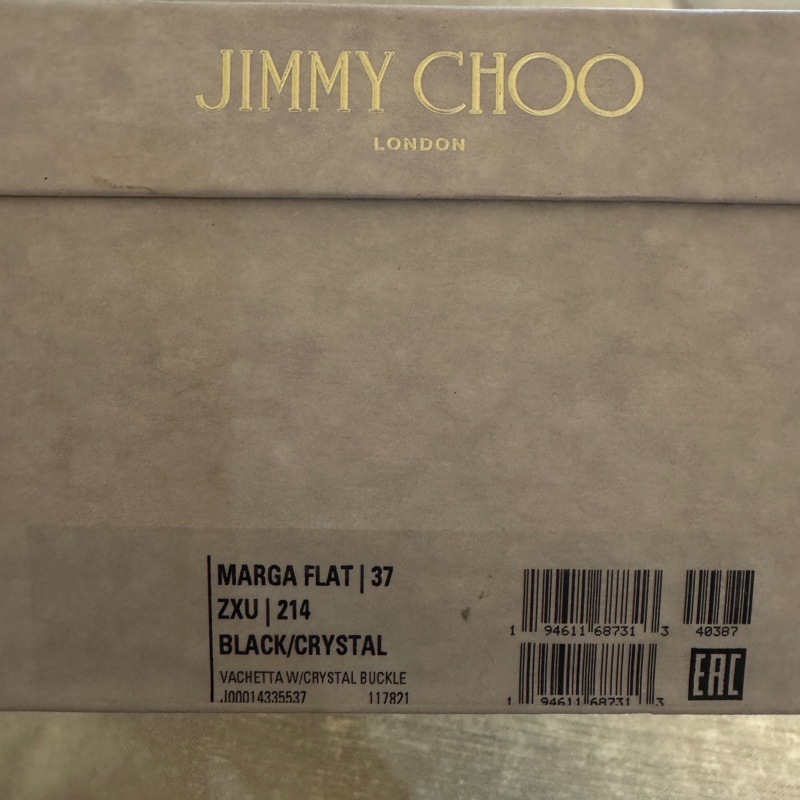 JIMMY CHOO
LONDON
MARGA FLAT | 37
ZXU | 214
BLACK/CRYSTAL
VACHETTA W/CRYSTAL BUCKLE
J00014335537 117821
1 94611 68731 3 40387
EAC
1 94611 68731 3